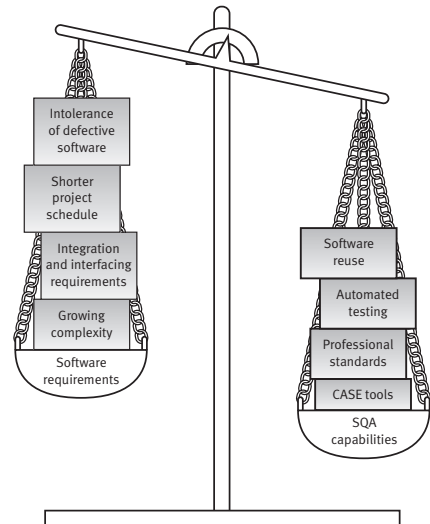 Intolerance
of defective
software
Shorter
project
schedule
Integration
and interfacing
requirements
Growing
complexity
Software
requirements
Software
reuse
Automated
testing
Professional
standards
CASE tools
SQA
capabilities